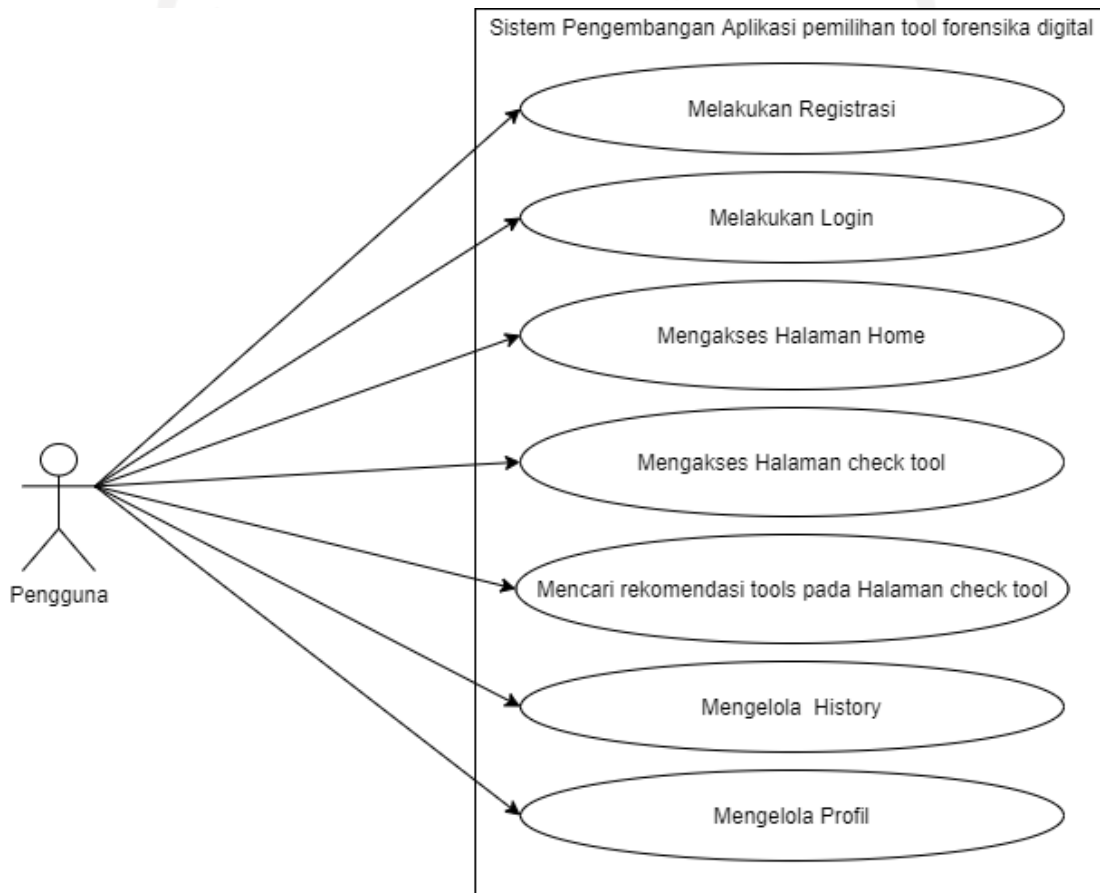 Sistem Pengembangan Aplikasi pemilihan tool forensika digital
Melakukan Registrasi
Melakukan Login
Mengakses Halaman Home
Mengakses Halaman check tool
Mencari rekomendasi tools pada Halaman check tool
Mengelola History
Mengelola Profil
Pengguna